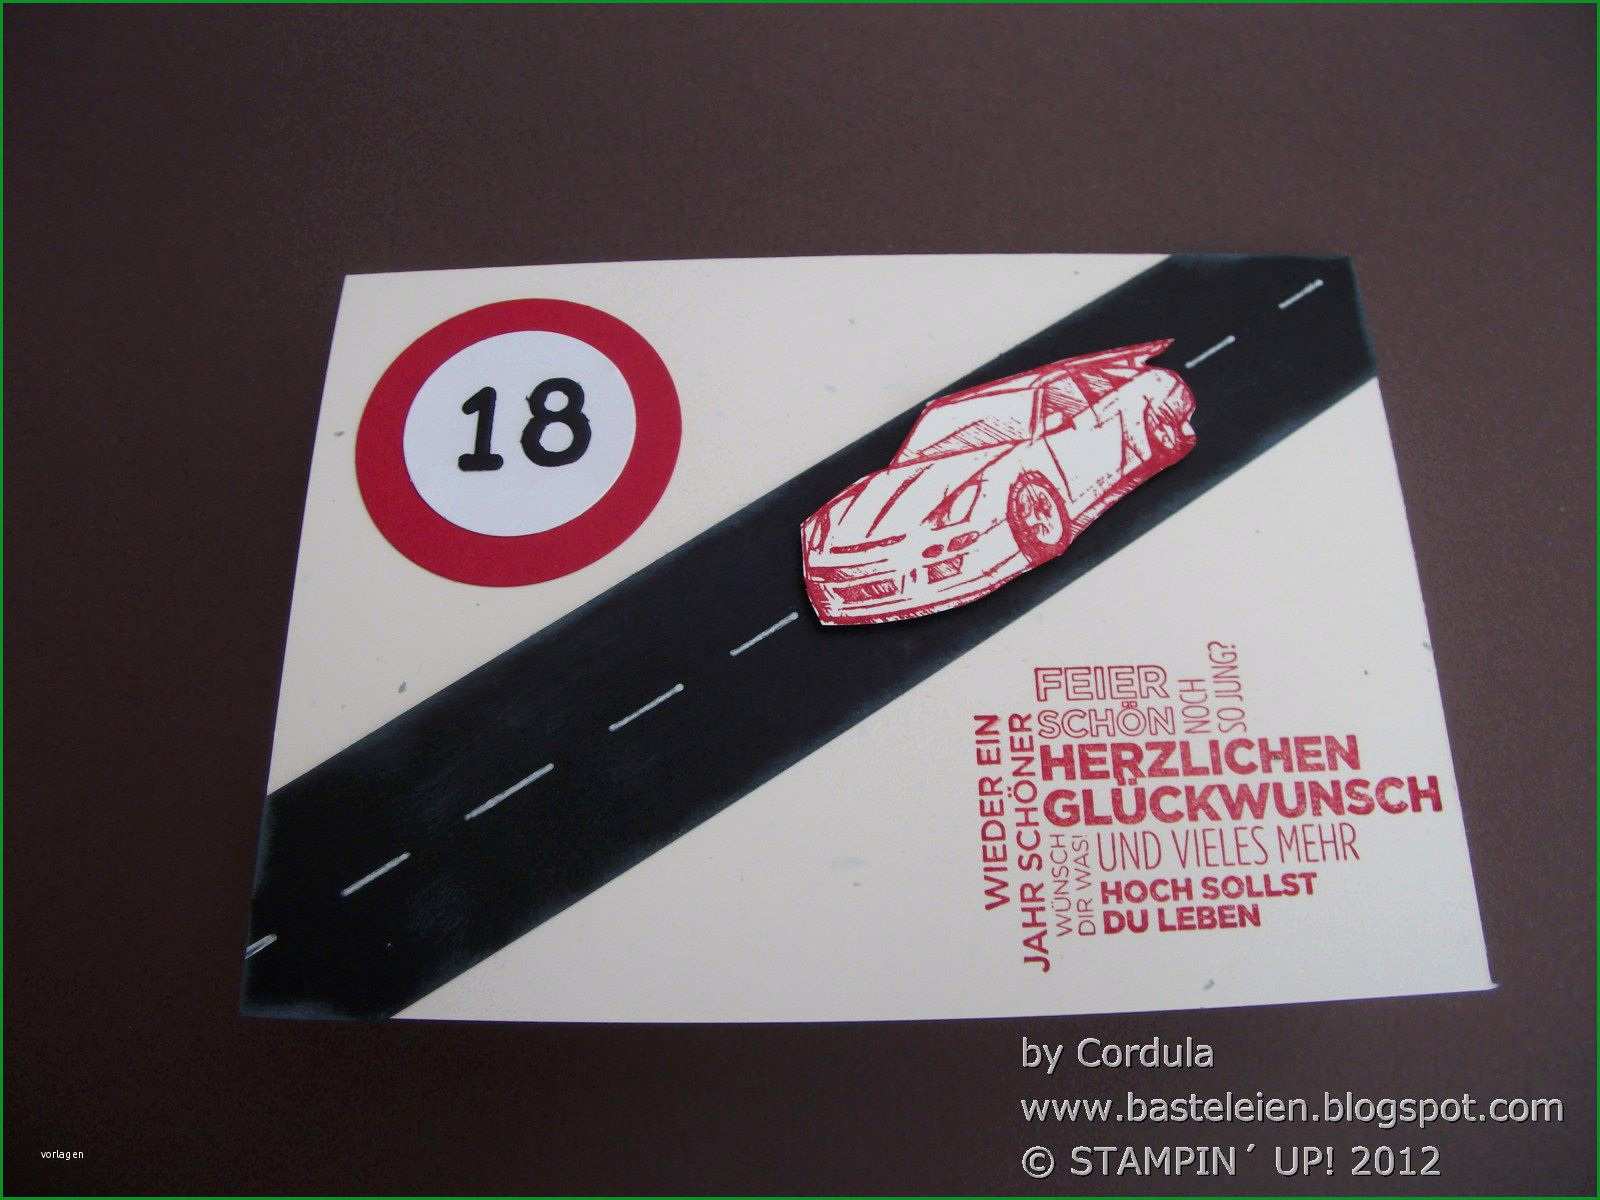 18
FEIER
SCHÖN
NOCH
SO JUNG?
WIEDER EIN
JAHR SCHÖNER
HERZLICHEN
GLÜCKWUNSCH
WÜNSCH
DIR WAS!
UND VIELES MEHR
HOCH SOLLST
DU LEBEN
by Cordula
www.basteleien.blogspot.com
© STAMPIN´ UP! 2012
vorlagen